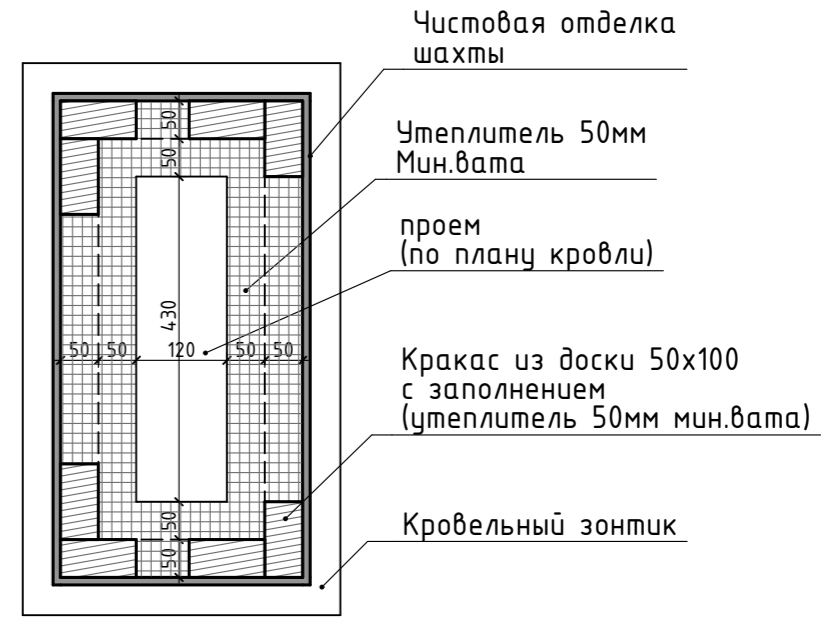 Чистовая отделка
шахты
Утеплитель 50мм
Мин.вата
проем
(по плану кровли)
Кракас из доски 50х100
с заполнением
(утеплитель 50мм мин.вата)
Кровельный зонтик
50
50
430
50 50 120 50 50
50
50